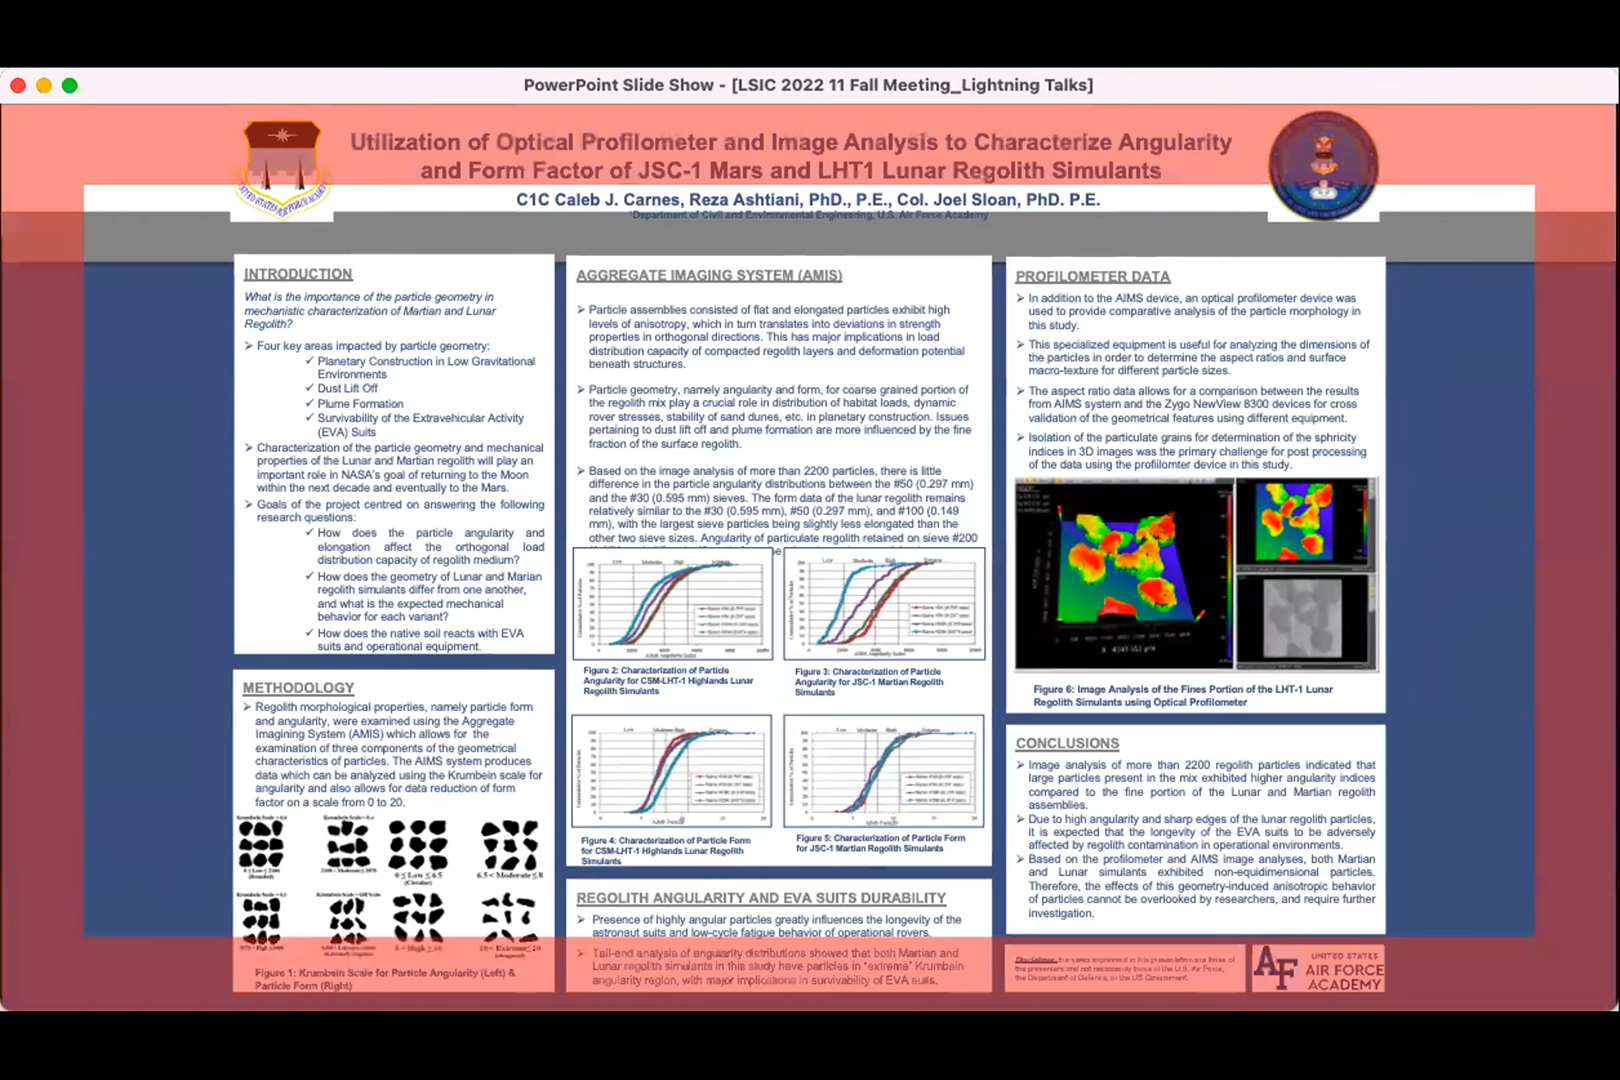 PowerPoint Slide Show - [LSIC 2022 11 Fall Meeting_Lightning Talks]
Utilization of Optical Profilometer and Image Analysis to Characterize Angularity
and Form Factor of JSC-1 Mars and LHT1 Lunar Regolith Simulants
C1C Caleb J. Carnes, Reza Ashtiani, PhD., P.E., Col. Joel Sloan, PhD. P.E.
¹Department of Civil and Environmental Engineering, U.S. Air Force Academy
INTRODUCTION
What is the importance of the particle geometry in
mechanistic characterization of Martian and Lunar
Regolith?
➢ Four key areas impacted by particle geometry:
✓ Planetary Construction in Low Gravitational
Environments
✓ Dust Lift Off
✓ Plume Formation
✓ Survivability of the Extravehicular Activity
(EVA) Suits
➢ Characterization of the particle geometry and mechanical
properties of the Lunar and Martian regolith will play an
important role in NASA's goal of returning to the Moon
within the next decade and eventually to the Mars.
➢ Goals of the project centred on answering the following
research questions:
✓ How does the particle angularity and
elongation affect the orthogonal load
distribution capacity of regolith medium?
✓ How does the geometry of Lunar and Marian
regolith simulants differ from one another,
and what is the expected mechanical
behavior for each variant?
✓ How does the native soil reacts with EVA
suits and operational equipment.
METHODOLOGY
➢ Regolith morphological properties, namely particle form
and angularity, were examined using the Aggregate
Imaging System (AMIS) which allows for the
examination of three components of the geometrical
characteristics of particles. The AIMS system produces
data which can be analyzed using the Krumbein scale for
angularity and also allows for data reduction of form
factor on a scale from 0 to 20.
0 ≤ Low ≤ 6.5
(Circular)
6.5 < Moderate ≤ 8
Figure 1: Krumbein Scale for Particle Angularity (Left) &
Particle Form (Right)
AGGREGATE IMAGING SYSTEM (AMIS)
➢ Particle assemblies consisted of flat and elongated particles exhibit high
levels of anisotropy, which in turn translates into deviations in strength
properties in orthogonal directions. This has major implications in load
distribution capacity of compacted regolith layers and deformation potential
beneath structures.
➢ Particle geometry, namely angularity and form, for coarse grained portion of
the regolith mix play a crucial role in distribution of habitat loads, dynamic
rover stresses, stability of sand dunes, etc. in planetary construction. Issues
pertaining to dust lift off and plume formation are more influenced by the fine
fraction of the surface regolith.
➢ Based on the image analysis of more than 2200 particles, there is little
difference in the particle angularity distributions between the #50 (0.297 mm)
and the #30 (0.595 mm) sieves. The form data of the lunar regolith remains
relatively similar to the #30 (0.595 mm), #50 (0.297 mm), and #100 (0.149
mm), with the largest sieve particles being slightly less elongated than the
other two sieve sizes. Angularity of particulate regolith retained on sieve #200
Figure 2: Characterization of Particle
Angularity for CSM-LHT-1 Highlands Lunar
Regolith Simulants
Figure 3: Characterization of Particle
Angularity for JSC-1 Martian Regolith
Simulants
Figure 4: Characterization of Particle Form
for CSM-LHT-1 Highlands Lunar Regolith
Simulants
Figure 5: Characterization of Particle Form
for JSC-1 Martian Regolith Simulants
REGOLITH ANGULARITY AND EVA SUITS DURABILITY
➢ Presence of highly angular particles greatly influences the longevity of the
astronaut suits and low-cycle fatigue behavior of operational rovers.
➢ Tail-end analysis of angularity distributions showed that both Martian and
Lunar regolith simulants in this study have particles in "extreme" Krumbein
angularity region, with major implications in survivability of EVA suits.
PROFILOMETER DATA
➢ In addition to the AIMS device, an optical profilometer device was
used to provide comparative analysis of the particle morphology in
this study.
➢ This specialized equipment is useful for analyzing the dimensions of
the particles in order to determine the aspect ratios and surface
macro-texture for different particle sizes.
➢ The aspect ratio data allows for a comparison between the results
from AIMS system and the Zygo NewView 8300 devices for cross
validation of the geometrical features using different equipment.
➢ Isolation of the particulate grains for determination of the sphricity
indices in 3D images was the primary challenge for post processing
of the data using the profilomter device in this study.
Figure 6: Image Analysis of the Fines Portion of the LHT-1 Lunar
Regolith Simulants using Optical Profilometer
CONCLUSIONS
➢ Image analysis of more than 2200 regolith particles indicated that
large particles present in the mix exhibited higher angularity indices
compared to the fine portion of the Lunar and Martian regolith
assemblies.
➢ Due to high angularity and sharp edges of the lunar regolith particles,
it is expected that the longevity of the EVA suits to be adversely
affected by regolith contamination in operational environments.
➢ Based on the profilometer and AIMS image analyses, both Martian
and Lunar simulants exhibited non-equidimensional particles.
Therefore, the effects of this geometry-induced anisotropic behavior
of particles cannot be overlooked by researchers, and require further
investigation.
Disclaimer: the views expressed in this presentation are those of
the presenters and not necessarily those of the U.S. Air Force,
the Department of Defense, or the US Government.
AF
UNITED STATES
AIR FORCE
ACADEMY